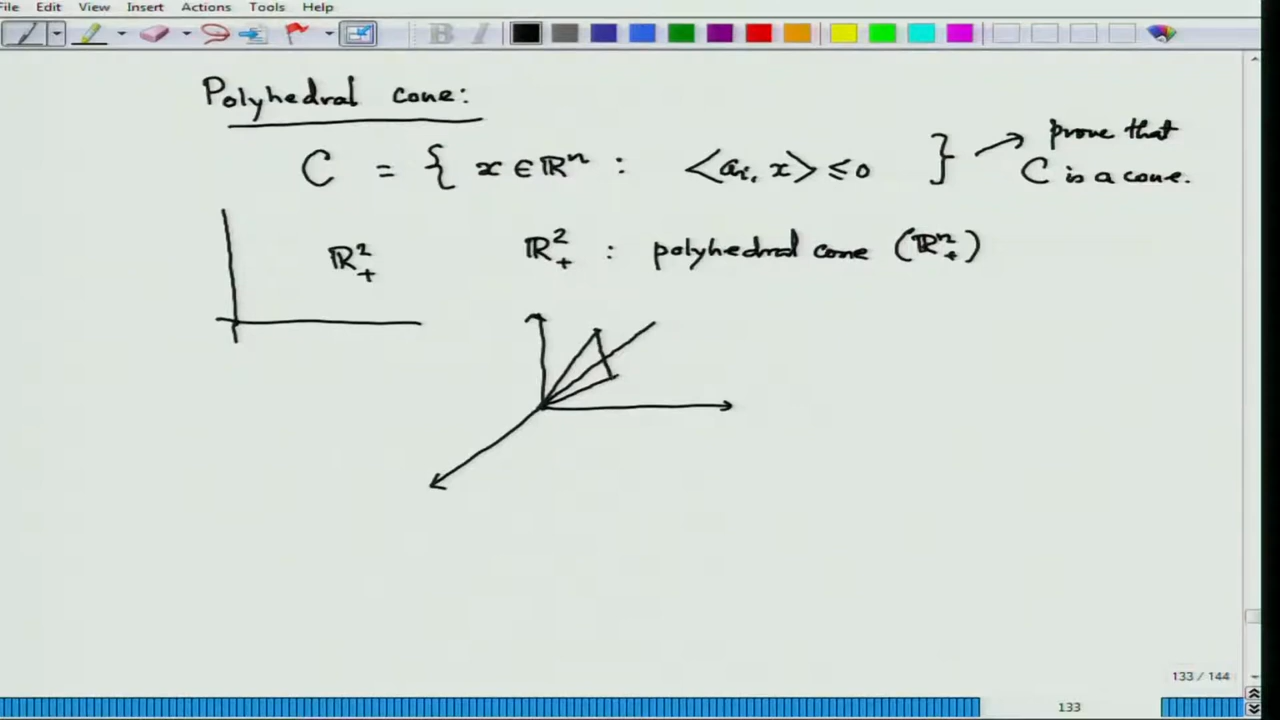 File Edit View Insert Actions Tools Help
B I
Polyhedral cone:
C = { x ∈ ℝⁿ : ⟨aᵢ, x⟩ ≤ 0 } → prove that
C is a cone.
ℝ²₊ ℝ²₊ : polyhedral cone (ℝⁿ₊)
133 / 144
133